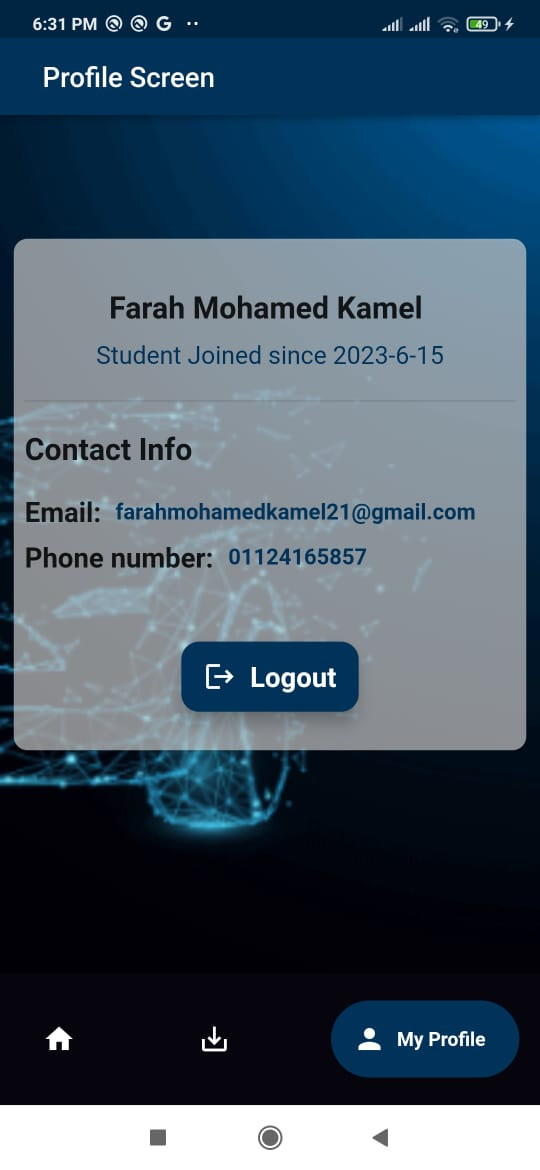 6:31 PM
49
Profile Screen
Farah Mohamed Kamel
Student Joined since 2023-6-15
Contact Info
Email: farahmohamedkamel21@gmail.com
Phone number: 01124165857
Logout
My Profile